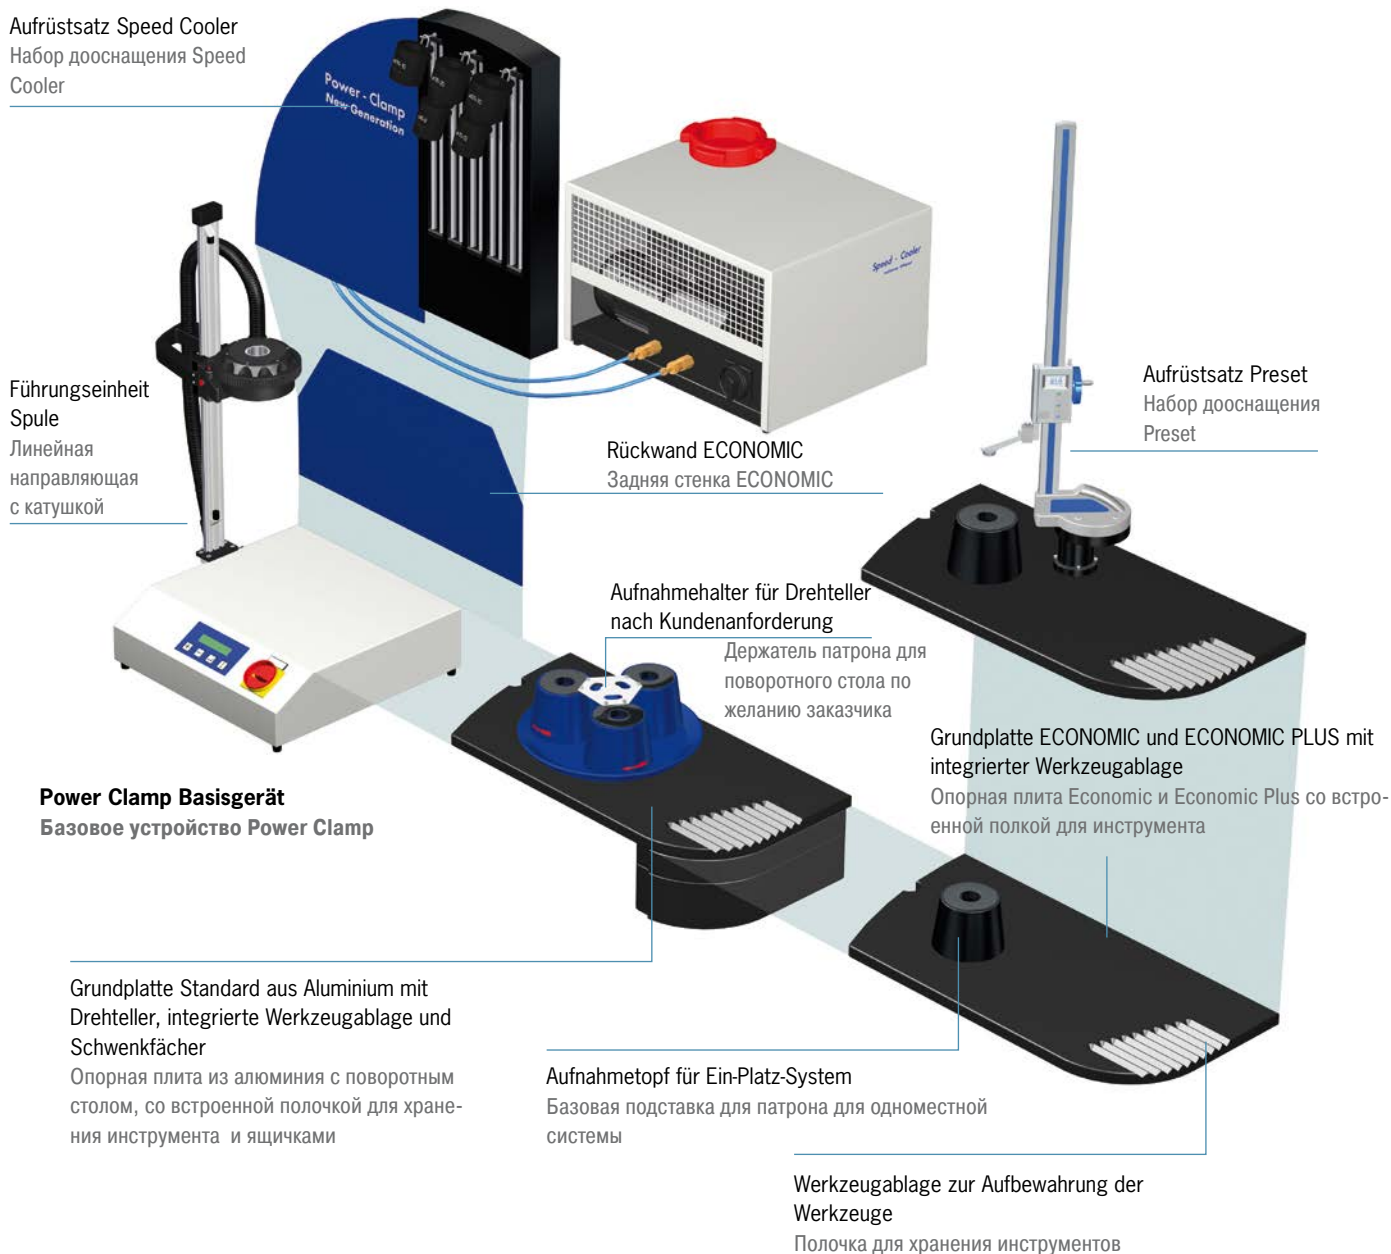 Aufrüstsatz Speed Cooler
Набор дооснащения Speed
Cooler
Power - Clamp
New Generation
Speed - Cooler
Führungseinheit
Spule
Линейная
направляющая
с катушкой
Rückwand ECONOMIC
Задняя стенка ECONOMIC
Aufrüstsatz Preset
Набор дооснащения
Preset
Aufnahmehalter für Drehteller
nach Kundenanforderung
Держатель патрона для
поворотного стола по
желанию заказчика
Power Clamp Basisgerät
Базовое устройство Power Clamp
Grundplatte ECONOMIC und ECONOMIC PLUS mit
integrierter Werkzeugablage
Опорная плита Economic и Economic Plus со встро-
енной полкой для инструмента
Grundplatte Standard aus Aluminium mit
Drehteller, integrierte Werkzeugablage und
Schwenkfächer
Опорная плита из алюминия с поворотным
столом, со встроенной полочкой для хране-
ния инструмента и ящичками
Aufnahmetopf für Ein-Platz-System
Базовая подставка для патрона для одноместной
системы
Werkzeugablage zur Aufbewahrung der
Werkzeuge
Полочка для хранения инструментов